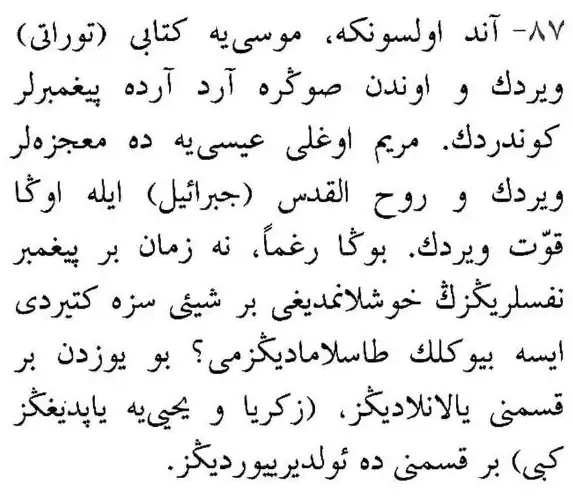 ٨٧- آند اولسونكه، موسی‌یه كتابی (توراتی)
ویردك و اوندن صوڭره آرد آرده پیغمبرلر
كوندردك. مریم اوغلی عیسی‌یه ده معجزه‌لر
ویردك و روح القدس (جبرائیل) ایله اوڭا
قوّت ویردك. بوڭا رغماً، نه زمان بر پیغمبر
نفسلریڭزڭ خوشلانمدیغی بر شیئی سزه كتیردی
ایسه بیوكلك طاسلامادیڭزمی؟ بو یوزدن بر
قسمنی یالانلادیڭز، (زكریا و یحیی‌یه یاپدیغڭز
كبی) بر قسمنی ده ئولدیرییوردیڭز.